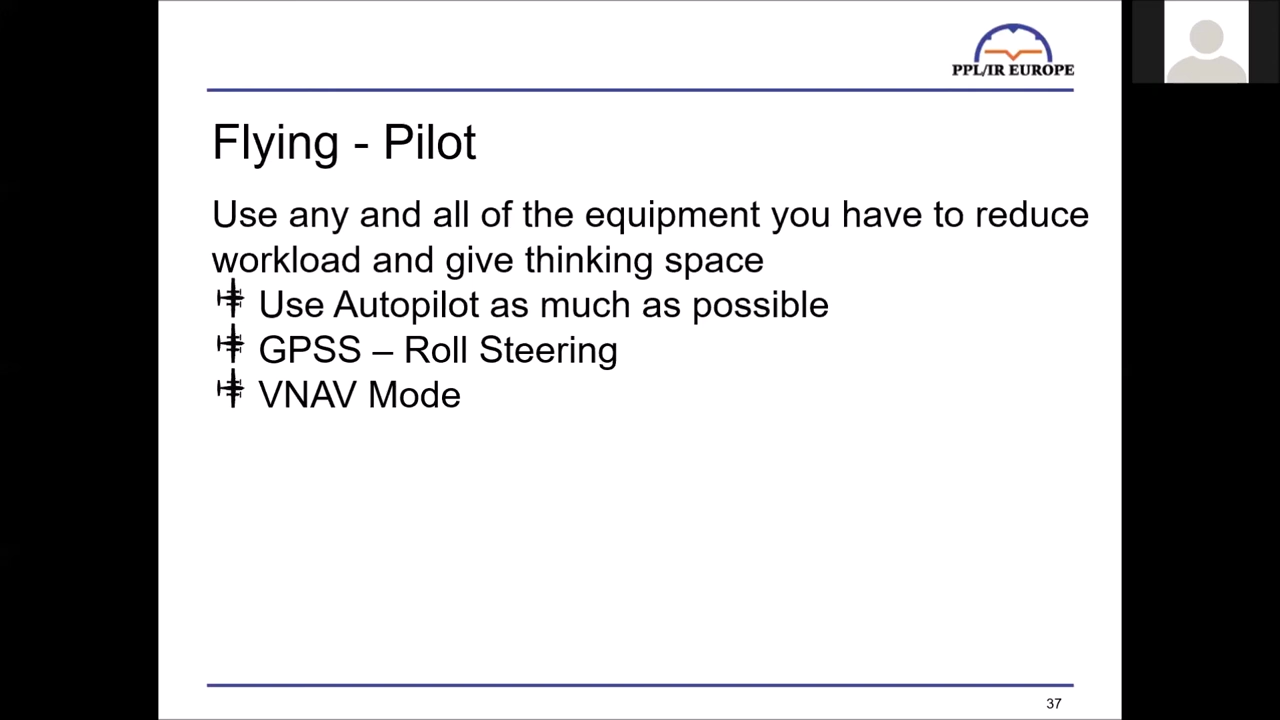 PPL/IR EUROPE
Flying - Pilot
Use any and all of the equipment you have to reduce
workload and give thinking space
Use Autopilot as much as possible
GPSS – Roll Steering
VNAV Mode
37